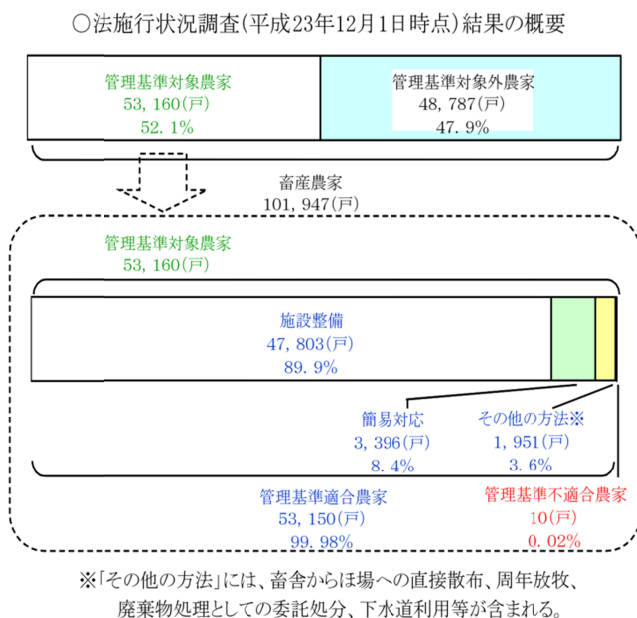 ○法施行状況調査(平成23年12月1日時点)結果の概要
管理基準対象農家
53,160(戸)
52.1%
管理基準対象外農家
48,787(戸)
47.9%
畜産農家
101,947(戸)
管理基準対象農家
53,160(戸)
施設整備
47,803(戸)
89.9%
簡易対応
3,396(戸)
8.4%
その他の方法※
1,951(戸)
3.6%
管理基準適合農家
53,150(戸)
99.98%
管理基準不適合農家
10(戸)
0.02%
※「その他の方法」には、畜舎からほ場への直接散布、周年放牧、
廃棄物処理としての委託処分、下水道利用等が含まれる。